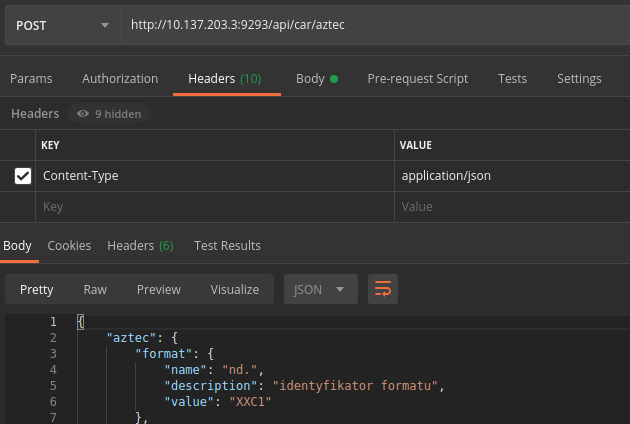 POST http://10.137.203.3:9293/api/car/aztec
Params Authorization Headers (10) Body Pre-request Script Tests Settings
Headers 9 hidden
KEY VALUE
Content-Type application/json
Key Value
Body Cookies Headers (6) Test Results
Pretty Raw Preview Visualize JSON
1 {
2 "aztec": {
3 "format": {
4 "name": "nd.",
5 "description": "identyfikator formatu",
6 "value": "XXC1"
7 },